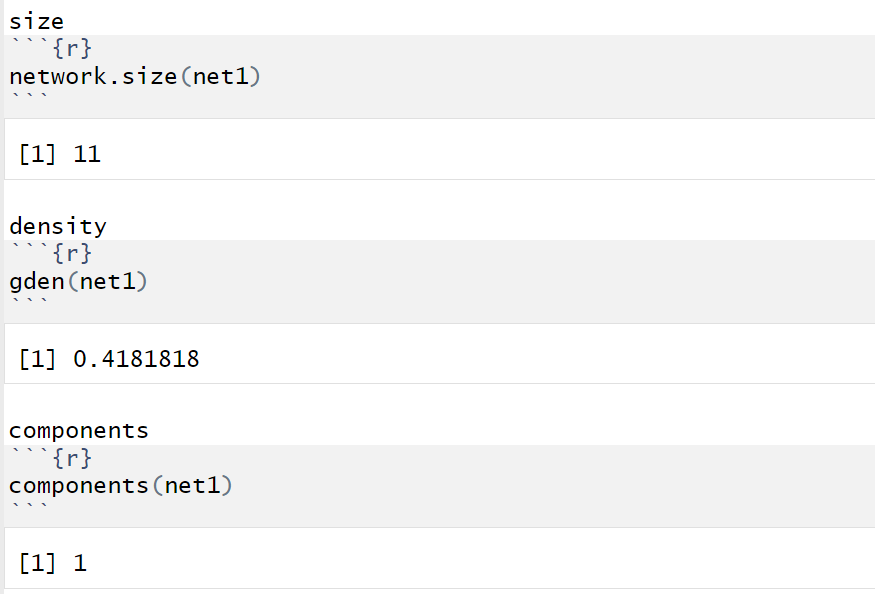 size
```{r}
network.size(net1)
```
[1] 11
density
```{r}
gden(net1)
```
[1] 0.4181818
components
```{r}
components(net1)
```
[1] 1